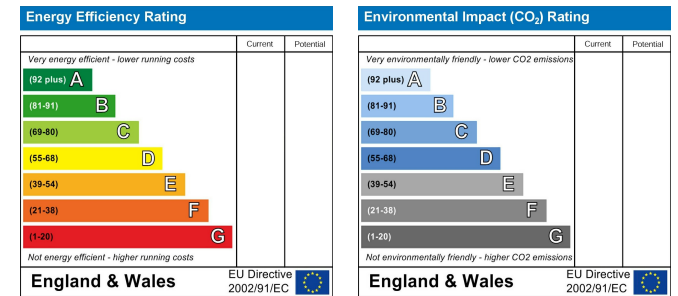 Energy Efficiency Rating
Current Potential
Very energy efficient - lower running costs
(92 plus) A
(81-91) B
(69-80) C
(55-68) D
(39-54) E
(21-38) F
(1-20) G
Not energy efficient - higher running costs
England & Wales
EU Directive
2002/91/EC
Environmental Impact (CO₂) Rating
Current Potential
Very environmentally friendly - lower CO2 emissions
(92 plus) A
(81-91) B
(69-80) C
(55-68) D
(39-54) E
(21-38) F
(1-20) G
Not environmentally friendly - higher CO2 emissions
England & Wales
EU Directive
2002/91/EC